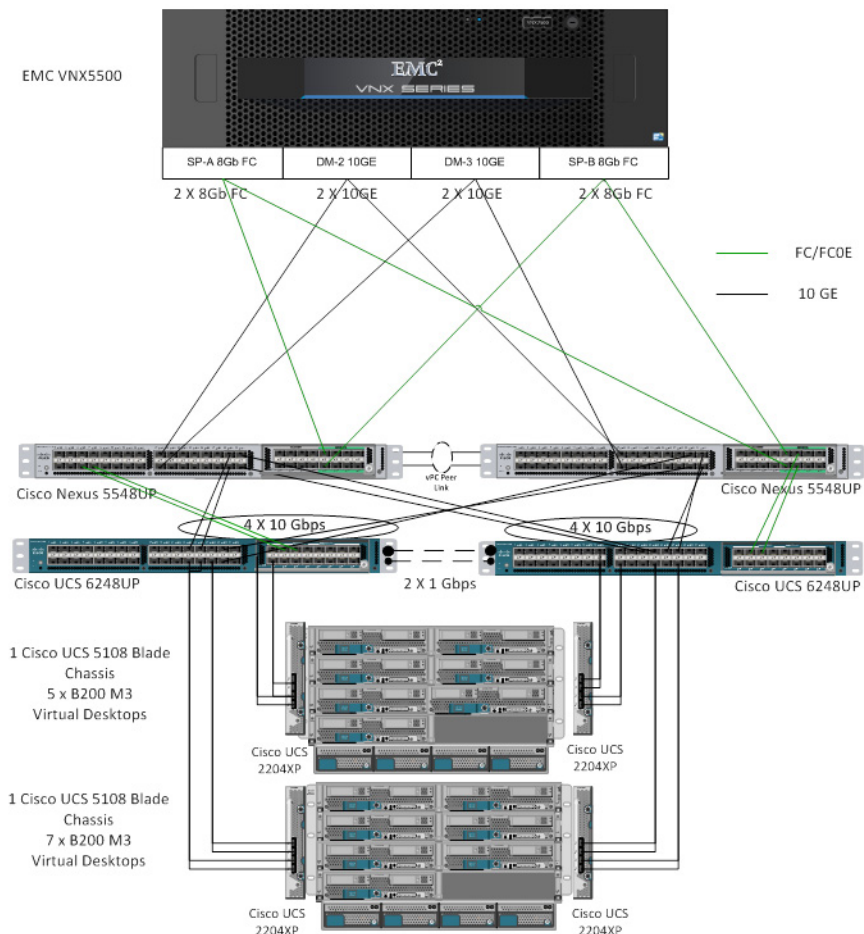 EMC VNX5500
EMC²
VNX SERIES
SP-A 8Gb FC
DM-2 10GE
DM-3 10GE
SP-B 8Gb FC
2 X 8Gb FC
2 X 10GE
2 X 10GE
2 X 8Gb FC
FC/FC0E
10 GE
vPC Peer
Link
Cisco Nexus 5548UP
Cisco Nexus 5548UP
4 X 10 Gbps
4 X 10 Gbps
Cisco UCS 6248UP
2 X 1 Gbps
Cisco UCS 6248UP
1 Cisco UCS 5108 Blade
Chassis
5 x B200 M3
Virtual Desktops
Cisco UCS
2204XP
Cisco UCS
2204XP
1 Cisco UCS 5108 Blade
Chassis
7 x B200 M3
Virtual Desktops
Cisco UCS
2204XP
Cisco UCS
2204XP